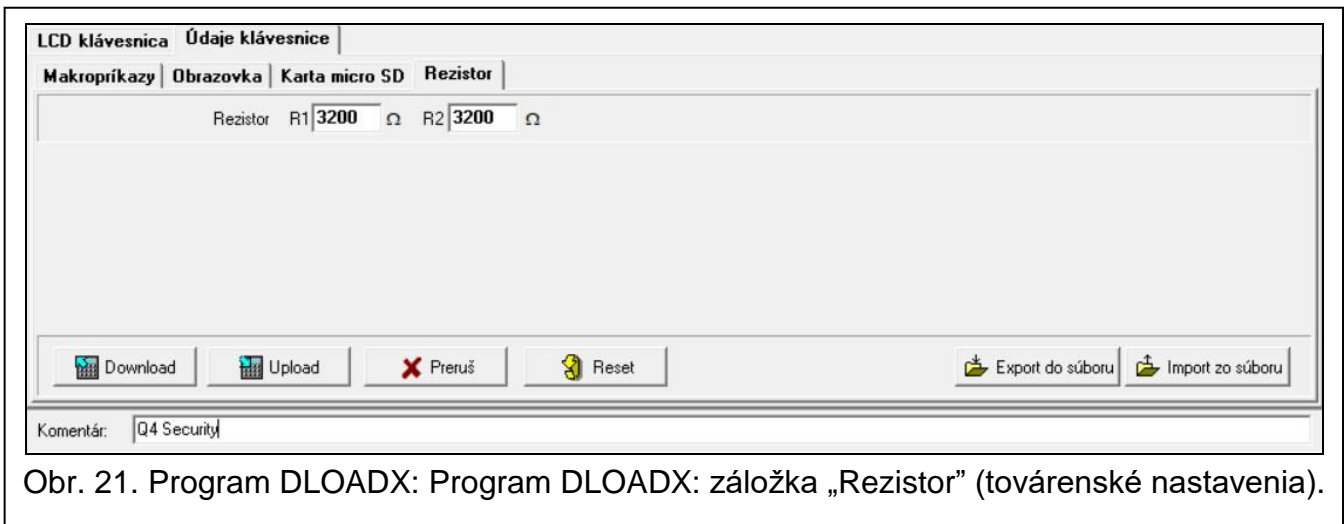 LCD klávesnica Údaje klávesnice
Makropríkazy Obrazovka Karta micro SD Rezistor
Rezistor R1 3200 Ω R2 3200 Ω
Download Upload Preruš Reset Export do súboru Import zo súboru
Komentár: Q4 Security
Obr. 21. Program DLOADX: Program DLOADX: záložka „Rezistor” (továrenské nastavenia).